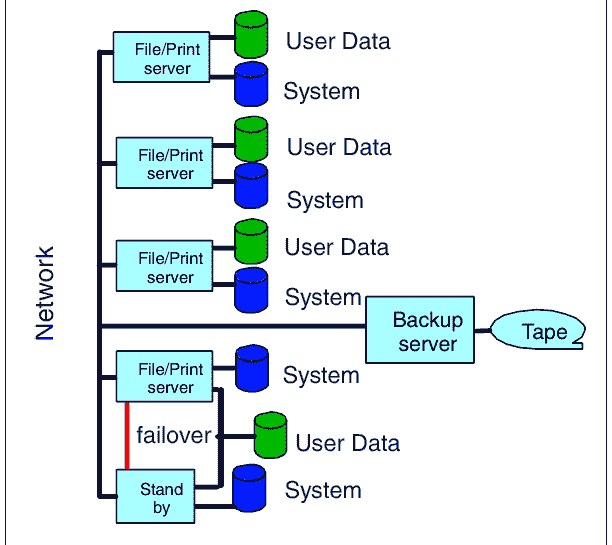 File/Print
server
User Data
System
File/Print
server
User Data
System
File/Print
server
User Data
System
Network
Backup
server
Tape
File/Print
server
System
failover
User Data
Stand
by
System